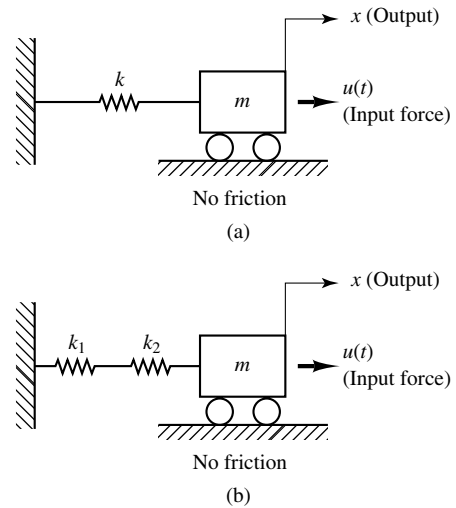 x (Output)
k
m
u(t)
(Input force)
No friction
(a)
x (Output)
k₁
k₂
m
u(t)
(Input force)
No friction
(b)